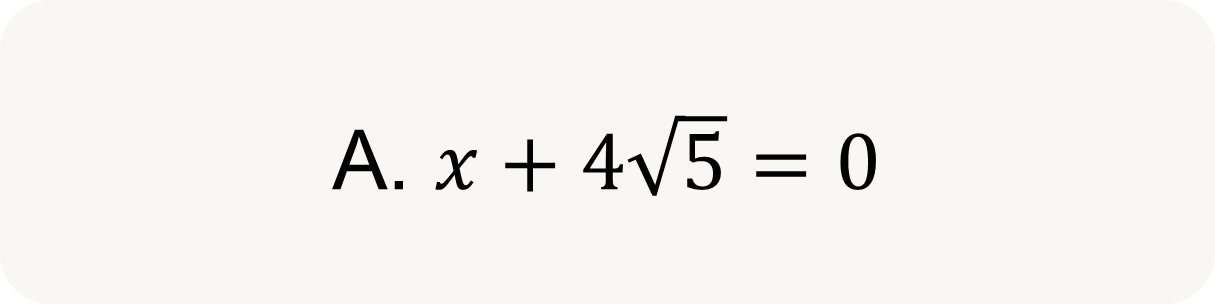 A. x + 4√5 = 0